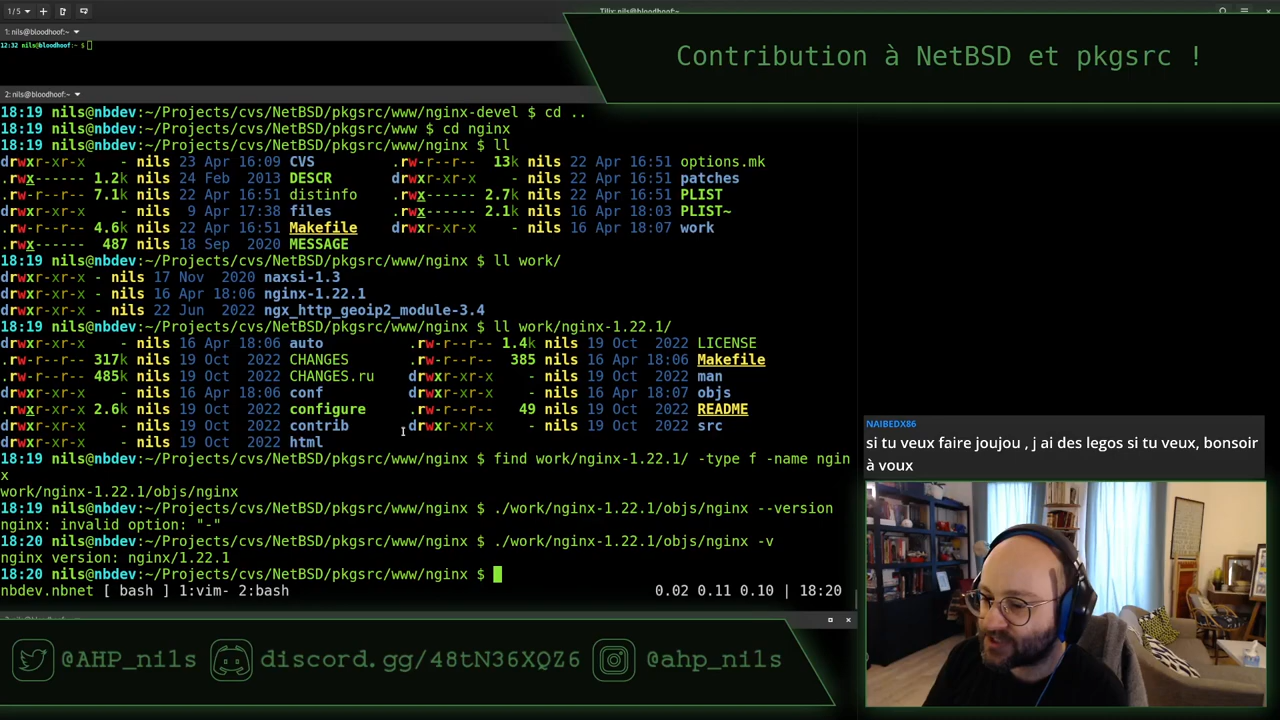 1/5
Tilix: nils@bloodhoof:~
1: nils@bloodhoof:~
12:32 nils@bloodhoof:~ $
Contribution à NetBSD et pkgsrc !
2: nils@bloodhoof:~
18:19 nils@nbdev:~/Projects/cvs/NetBSD/pkgsrc/www/nginx-devel $ cd ..
18:19 nils@nbdev:~/Projects/cvs/NetBSD/pkgsrc/www $ cd nginx
18:19 nils@nbdev:~/Projects/cvs/NetBSD/pkgsrc/www/nginx $ ll
drwxr-xr-x - nils 23 Apr 16:09 CVS .rw-r--r-- 13k nils 22 Apr 16:51 options.mk
.rwx------ 1.2k nils 24 Feb 2013 DESCR drwxr-xr-x - nils 22 Apr 16:51 patches
.rw-r--r-- 7.1k nils 22 Apr 16:51 distinfo .rwx------ 2.7k nils 22 Apr 16:51 PLIST
drwxr-xr-x - nils 9 Apr 17:38 files .rwx------ 2.1k nils 16 Apr 18:03 PLIST~
.rw-r--r-- 4.6k nils 22 Apr 16:51 Makefile drwxr-xr-x - nils 16 Apr 18:07 work
.rwx------ 487 nils 18 Sep 2020 MESSAGE
18:19 nils@nbdev:~/Projects/cvs/NetBSD/pkgsrc/www/nginx $ ll work/
drwxr-xr-x - nils 17 Nov 2020 naxsi-1.3
drwxr-xr-x - nils 16 Apr 18:06 nginx-1.22.1
drwxr-xr-x - nils 22 Jun 2022 ngx_http_geoip2_module-3.4
18:19 nils@nbdev:~/Projects/cvs/NetBSD/pkgsrc/www/nginx $ ll work/nginx-1.22.1/
drwxr-xr-x - nils 16 Apr 18:06 auto .rw-r--r-- 1.4k nils 19 Oct 2022 LICENSE
.rw-r--r-- 317k nils 19 Oct 2022 CHANGES .rw-r--r-- 385 nils 16 Apr 18:06 Makefile
.rw-r--r-- 485k nils 19 Oct 2022 CHANGES.ru drwxr-xr-x - nils 19 Oct 2022 man
drwxr-xr-x - nils 16 Apr 18:06 conf drwxr-xr-x - nils 16 Apr 18:07 objs
.rwxr-xr-x 2.6k nils 19 Oct 2022 configure .rw-r--r-- 49 nils 19 Oct 2022 README
drwxr-xr-x - nils 19 Oct 2022 contrib drwxr-xr-x - nils 19 Oct 2022 src
drwxr-xr-x - nils 19 Oct 2022 html
18:19 nils@nbdev:~/Projects/cvs/NetBSD/pkgsrc/www/nginx $ find work/nginx-1.22.1/ -type f -name ngin
x
work/nginx-1.22.1/objs/nginx
18:19 nils@nbdev:~/Projects/cvs/NetBSD/pkgsrc/www/nginx $ ./work/nginx-1.22.1/objs/nginx --version
nginx: invalid option: "-"
18:20 nils@nbdev:~/Projects/cvs/NetBSD/pkgsrc/www/nginx $ ./work/nginx-1.22.1/objs/nginx -v
nginx version: nginx/1.22.1
18:20 nils@nbdev:~/Projects/cvs/NetBSD/pkgsrc/www/nginx $
nbdev.nbnet [ bash ] 1:vim- 2:bash 0.02 0.11 0.10 | 18:20
NAIBEDX86
si tu veux faire joujou , j ai des legos si tu veux, bonsoir
à voux
@AHP_nils
discord.gg/48tN36XQZ6
@ahp_nils